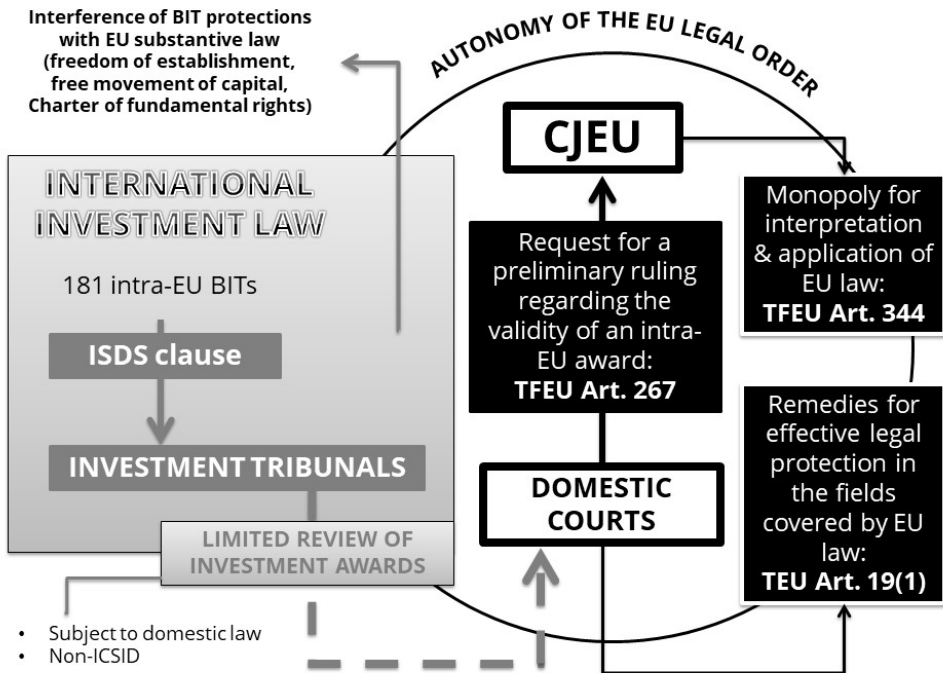 Interference of BIT protections
with EU substantive law
(freedom of establishment,
free movement of capital,
Charter of fundamental rights)
AUTONOMY OF THE EU LEGAL ORDER
CJEU
INTERNATIONAL
INVESTMENT LAW
181 intra-EU BITs
ISDS clause
INVESTMENT TRIBUNALS
LIMITED REVIEW OF
INVESTMENT AWARDS
• Subject to domestic law
• Non-ICSID
Request for a
preliminary ruling
regarding the
validity of an intra-
EU award:
TFEU Art. 267
DOMESTIC
COURTS
Monopoly for
interpretation
& application of
EU law:
TFEU Art. 344
Remedies for
effective legal
protection in
the fields
covered by EU
law:
TEU Art. 19(1)